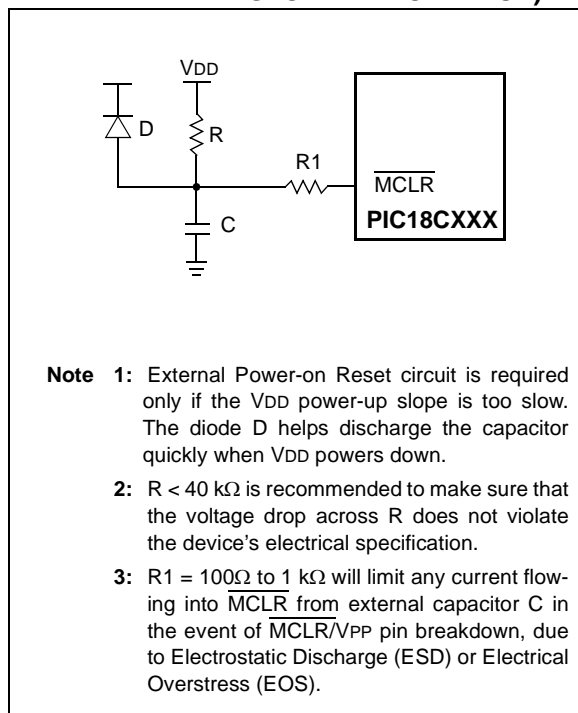 VDD
D
R
R1
C
MCLR
PIC18CXXX
Note 1: External Power-on Reset circuit is required
only if the VDD power-up slope is too slow.
The diode D helps discharge the capacitor
quickly when VDD powers down.
2: R < 40 kΩ is recommended to make sure that
the voltage drop across R does not violate
the device's electrical specification.
3: R1 = 100Ω to 1 kΩ will limit any current flow-
ing into MCLR from external capacitor C in
the event of MCLR/VPP pin breakdown, due
to Electrostatic Discharge (ESD) or Electrical
Overstress (EOS).